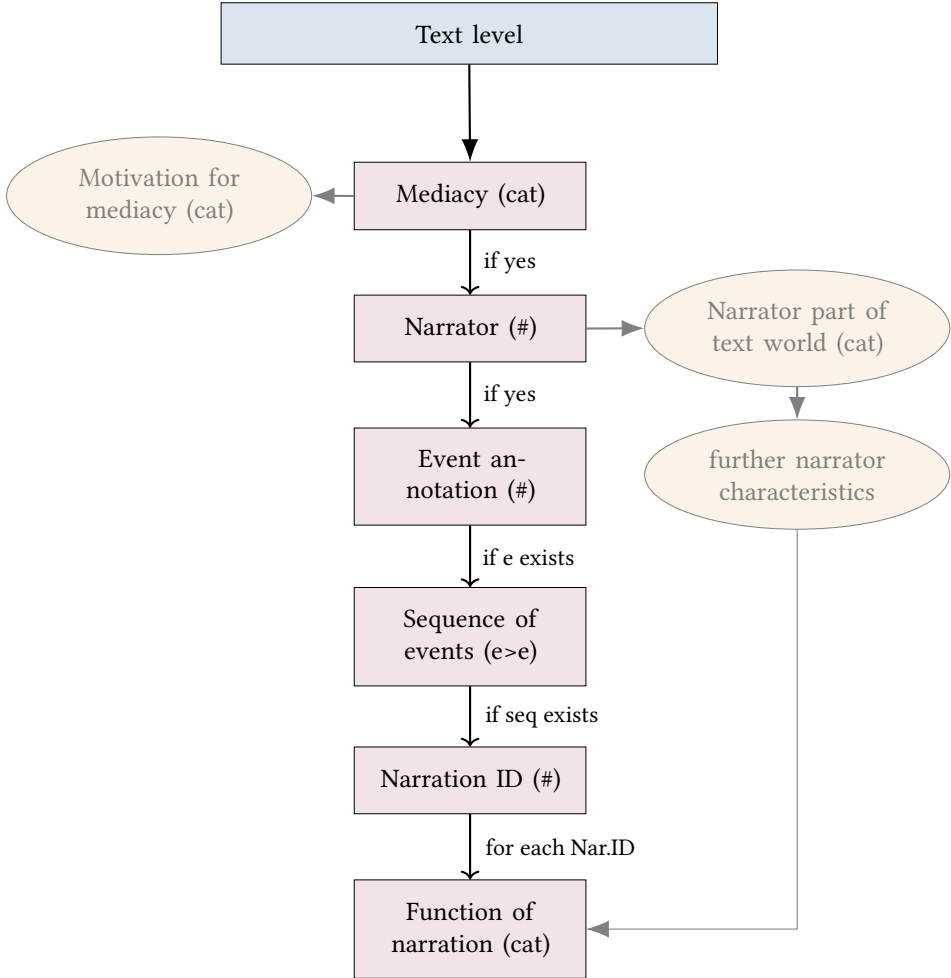 Text level
Motivation for
mediacy (cat)
Mediacy (cat)
if yes
Narrator (#)
Narrator part of
text world (cat)
if yes
Event an-
notation (#)
further narrator
characteristics
if e exists
Sequence of
events (e>e)
if seq exists
Narration ID (#)
for each Nar.ID
Function of
narration (cat)